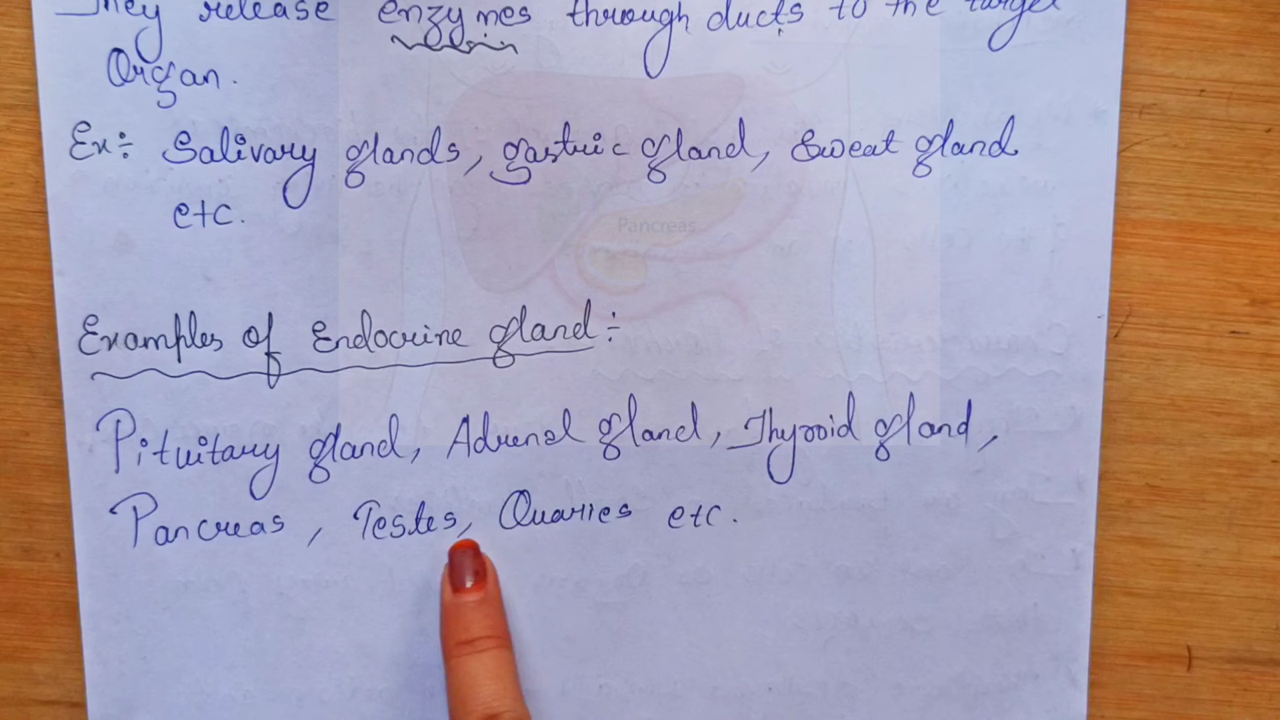 They release enzymes through ducts to the target
Organ.
Ex:- Salivary glands, gastric gland, Sweat gland
etc.
Pancreas
Examples of Endocrine gland :-
Pituitary gland, Adrenal gland, Thyroid gland,
Pancreas, Testes, Ovaries etc.